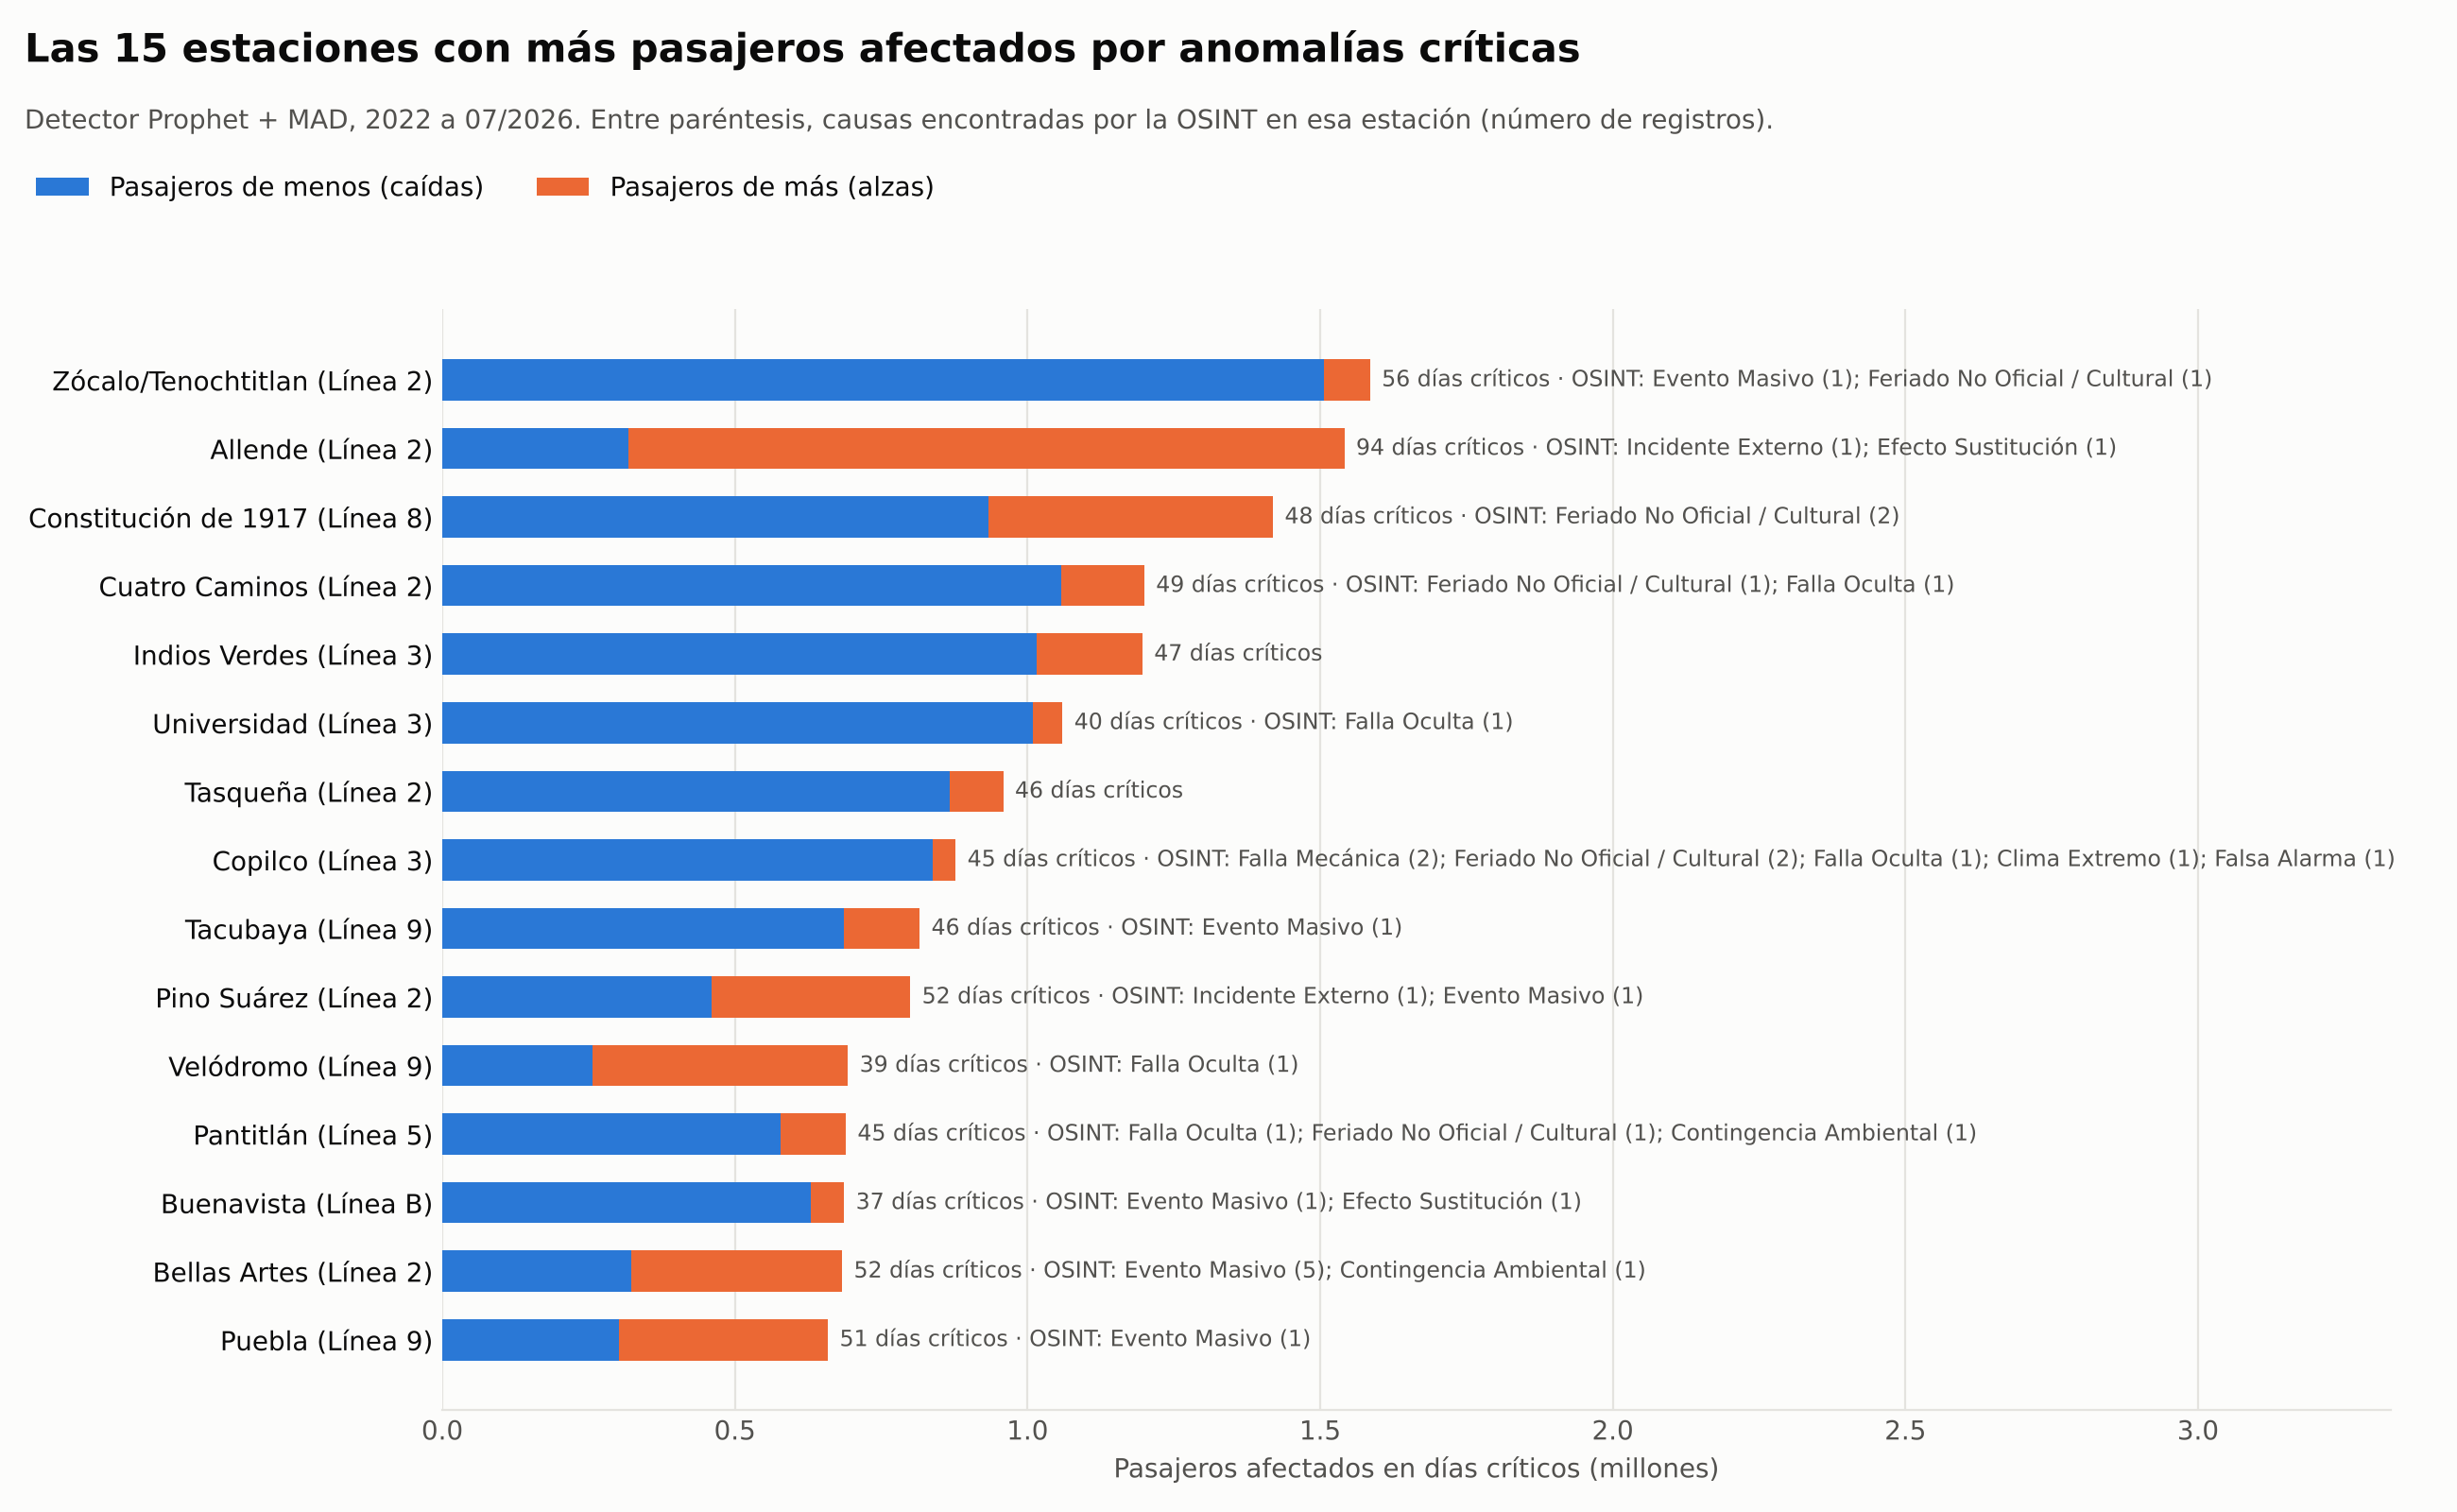 Las 15 estaciones con más pasajeros afectados por anomalías críticas
Detector Prophet + MAD, 2022 a 07/2026. Entre paréntesis, causas encontradas por la OSINT en esa estación (número de registros).
Pasajeros de menos (caídas)
Pasajeros de más (alzas)
Zócalo/Tenochtitlan (Línea 2)
56 días críticos · OSINT: Evento Masivo (1); Feriado No Oficial / Cultural (1)
Allende (Línea 2)
94 días críticos · OSINT: Incidente Externo (1); Efecto Sustitución (1)
Constitución de 1917 (Línea 8)
48 días críticos · OSINT: Feriado No Oficial / Cultural (2)
Cuatro Caminos (Línea 2)
49 días críticos · OSINT: Feriado No Oficial / Cultural (1); Falla Oculta (1)
Indios Verdes (Línea 3)
47 días críticos
Universidad (Línea 3)
40 días críticos · OSINT: Falla Oculta (1)
Tasqueña (Línea 2)
46 días críticos
Copilco (Línea 3)
45 días críticos · OSINT: Falla Mecánica (2); Feriado No Oficial / Cultural (2); Falla Oculta (1); Clima Extremo (1); Falsa Alarma (1)
Tacubaya (Línea 9)
46 días críticos · OSINT: Evento Masivo (1)
Pino Suárez (Línea 2)
52 días críticos · OSINT: Incidente Externo (1); Evento Masivo (1)
Velódromo (Línea 9)
39 días críticos · OSINT: Falla Oculta (1)
Pantitlán (Línea 5)
45 días críticos · OSINT: Falla Oculta (1); Feriado No Oficial / Cultural (1); Contingencia Ambiental (1)
Buenavista (Línea B)
37 días críticos · OSINT: Evento Masivo (1); Efecto Sustitución (1)
Bellas Artes (Línea 2)
52 días críticos · OSINT: Evento Masivo (5); Contingencia Ambiental (1)
Puebla (Línea 9)
51 días críticos · OSINT: Evento Masivo (1)
0.0 0.5 1.0 1.5 2.0 2.5 3.0
Pasajeros afectados en días críticos (millones)